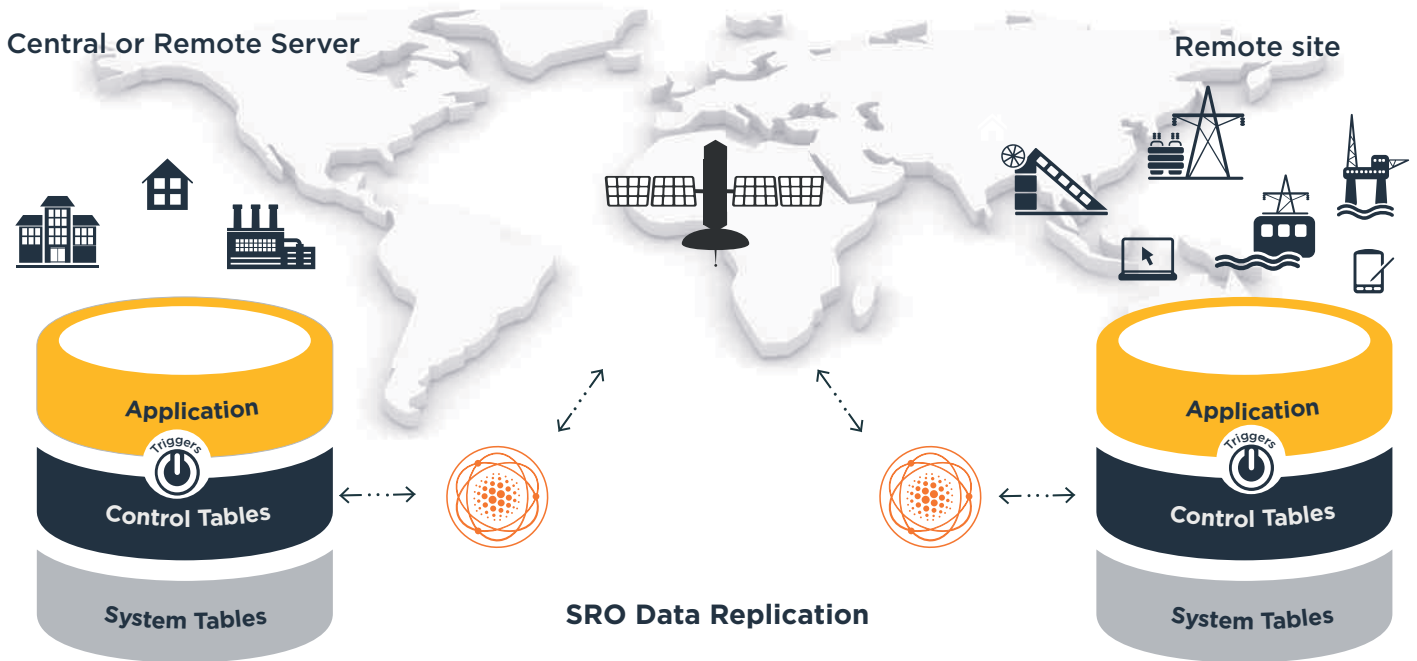 Central or Remote Server
Remote site
Application
Triggers
Control Tables
System Tables
Application
Triggers
Control Tables
System Tables
SRO Data Replication